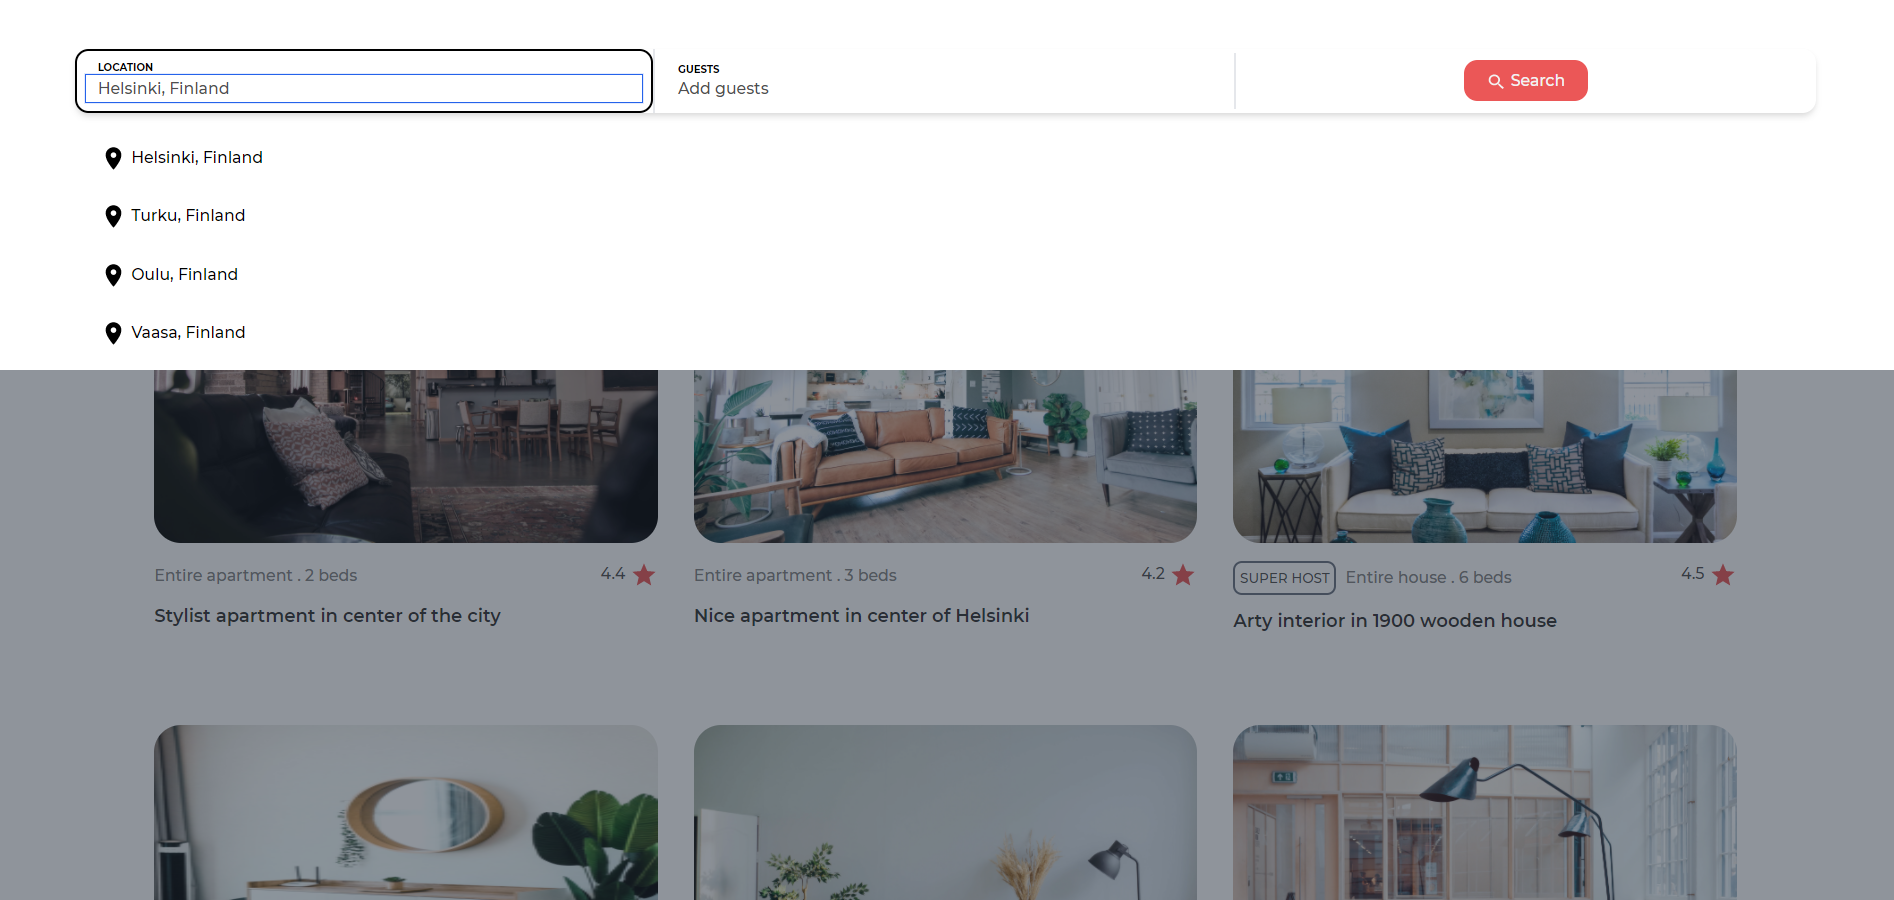 LOCATION
Helsinki, Finland
GUESTS
Add guests
Search
Helsinki, Finland
Turku, Finland
Oulu, Finland
Vaasa, Finland
Entire apartment . 2 beds
4.4
Stylist apartment in center of the city
Entire apartment . 3 beds
4.2
Nice apartment in center of Helsinki
SUPER HOST
Entire house . 6 beds
4.5
Arty interior in 1900 wooden house